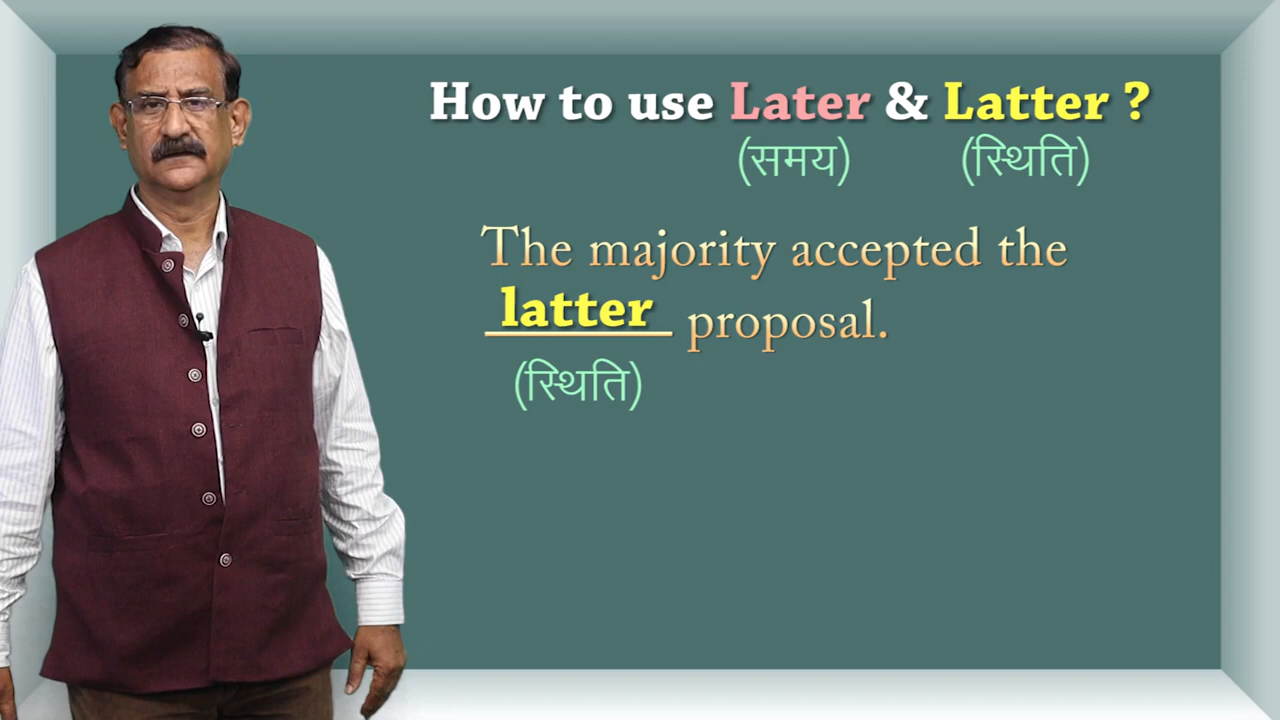 How to use Later & Latter ?
(समय) (स्थिति)
The majority accepted the
latter proposal.
(स्थिति)